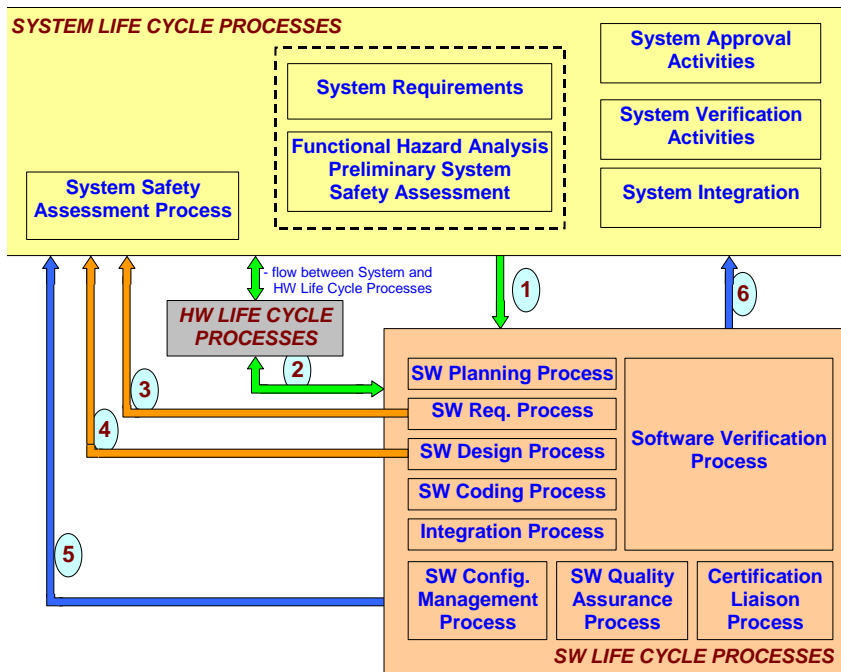 SYSTEM LIFE CYCLE PROCESSES
System Requirements
Functional Hazard Analysis
Preliminary System
Safety Assessment
System Approval
Activities
System Verification
Activities
System Integration
System Safety
Assessment Process
- flow between System and
HW Life Cycle Processes
1
6
HW LIFE CYCLE
PROCESSES
2
3
4
5
SW Planning Process
SW Req. Process
SW Design Process
SW Coding Process
Integration Process
Software Verification
Process
SW Config.
Management
Process
SW Quality
Assurance
Process
Certification
Liaison
Process
SW LIFE CYCLE PROCESSES